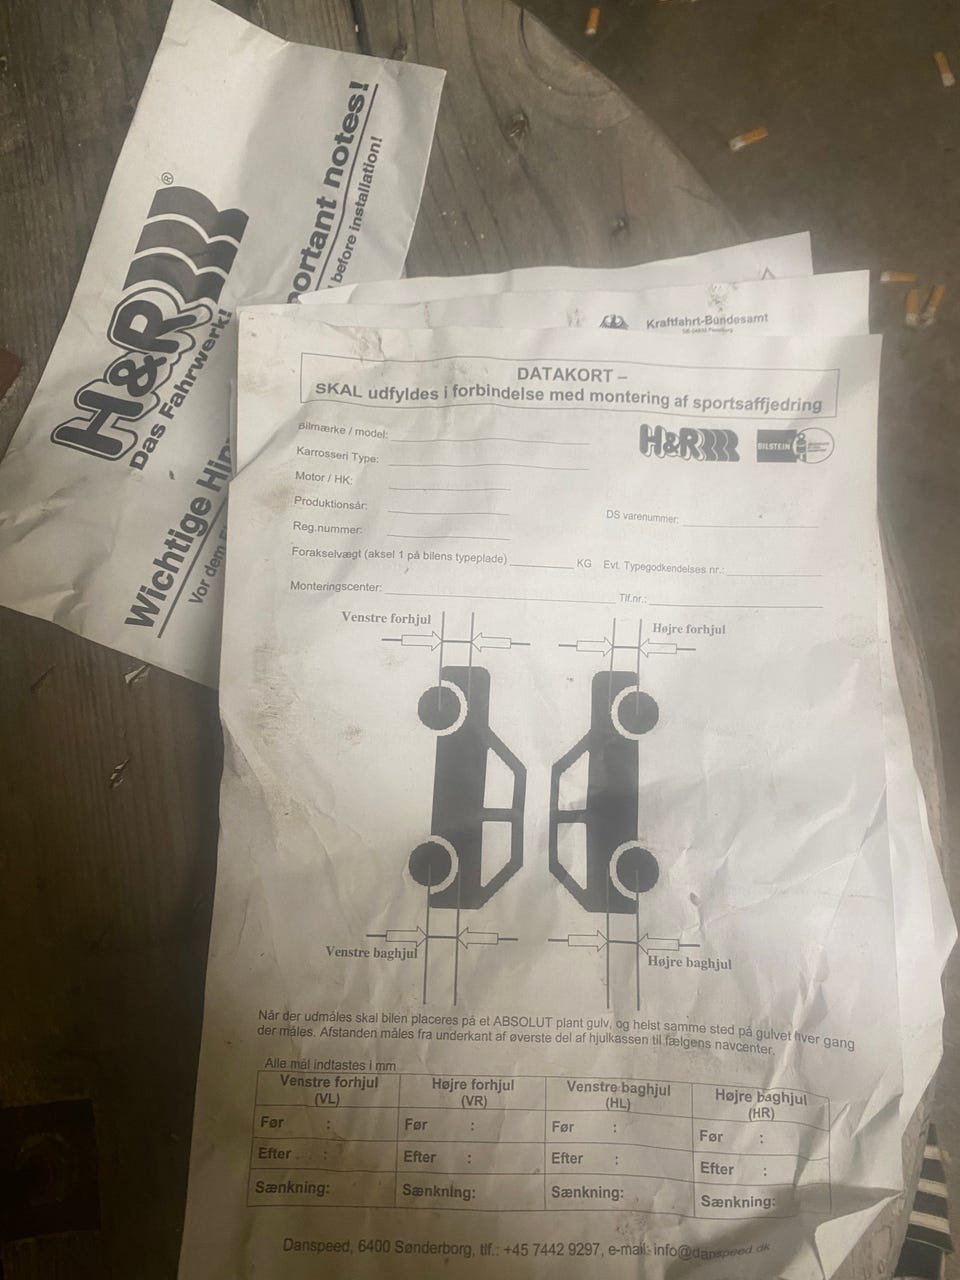 H&R®
Das Fahrwerk!
Wichtige
Vor dem
before installation!
Kraftfahrt-Bundesamt
DATAKORT –
SKAL udfyldes i forbindelse med montering af sportsaffjedring
Bilmærke / model:
H&R BILSTEIN
Karrosseri Type:
Motor / HK:
Produktionsår:
DS varenummer:
Reg.nummer:
Forakselvægt (aksel 1 på bilens typeplade) KG Evt. Typegodkendelses nr.:
Monteringscenter: Tlf.nr.:
Venstre forhjul Højre forhjul
Venstre baghjul Højre baghjul
Når der udmåles skal bilen placeres på et ABSOLUT plant gulv, og helst samme sted på gulvet hver gang
der måles. Afstanden måles fra underkant af øverste del af hjulkassen til fælgens navcenter.
Alle mål indtastes i mm
Venstre forhjul (VL) Højre forhjul (VR) Venstre baghjul (HL) Højre baghjul (HR)
Før : Før : Før : Før :
Efter : Efter : Efter : Efter :
Sænkning: Sænkning: Sænkning: Sænkning:
Danspeed, 6400 Sønderborg, tlf.: +45 7442 9297, e-mail: info@danspeed.dk